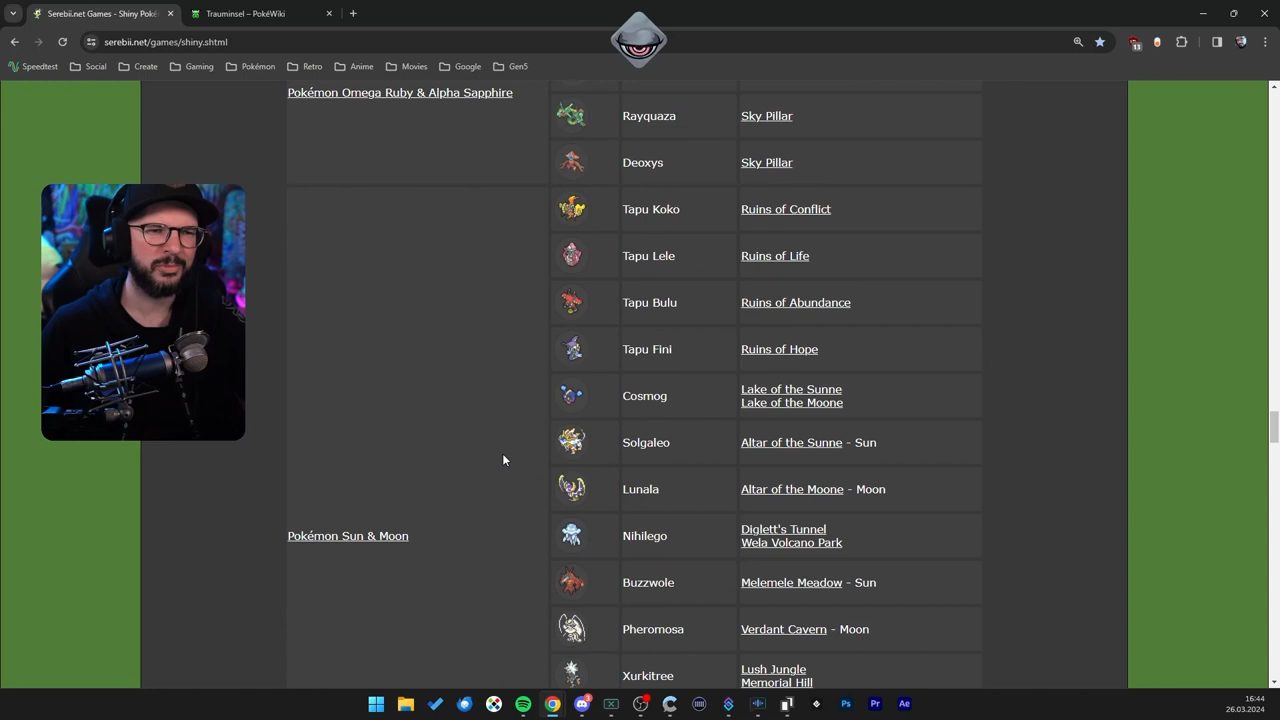 Serebii.net Games - Shiny Poké
Trauminsel – PokéWiki
serebii.net/games/shiny.shtml
13
Speedtest
Social
Create
Gaming
Pokémon
Retro
Anime
Movies
Google
Gen5
Pokémon Omega Ruby & Alpha Sapphire
Rayquaza
Sky Pillar
Deoxys
Sky Pillar
Tapu Koko
Ruins of Conflict
Tapu Lele
Ruins of Life
Tapu Bulu
Ruins of Abundance
Tapu Fini
Ruins of Hope
Cosmog
Lake of the Sunne
Lake of the Moone
Solgaleo
Altar of the Sunne - Sun
Lunala
Altar of the Moone - Moon
Pokémon Sun & Moon
Nihilego
Diglett's Tunnel
Wela Volcano Park
Buzzwole
Melemele Meadow - Sun
Pheromosa
Verdant Cavern - Moon
Xurkitree
Lush Jungle
Memorial Hill
Ps
Pr
Ae
16:44
26.03.2024